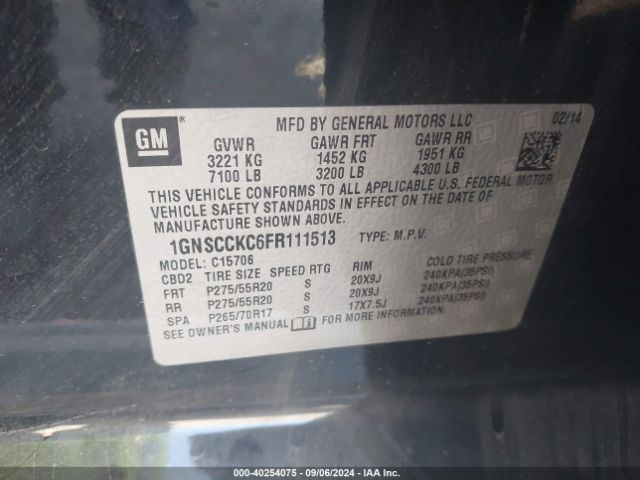 GM ®
MFD BY GENERAL MOTORS LLC 02/14
GVWR GAWR FRT GAWR RR
3221 KG 1452 KG 1951 KG
7100 LB 3200 LB 4300 LB
THIS VEHICLE CONFORMS TO ALL APPLICABLE U.S. FEDERAL MOTOR
VEHICLE SAFETY STANDARDS IN EFFECT ON THE DATE OF
MANUFACTURE SHOWN ABOVE.
1GNSCCKC6FR111513 TYPE: M.P.V.
MODEL: C15706
CBD2 TIRE SIZE SPEED RTG RIM COLD TIRE PRESSURE
FRT P275/55R20 S 20X9J 240KPA(35PSI)
RR P275/55R20 S 20X9J 240KPA(35PSI)
SPA P265/70R17 S 17X7.5J 240KPA(35PSI)
SEE OWNER'S MANUAL FOR MORE INFORMATION.
000-40254075 - 09/06/2024 - IAA Inc.